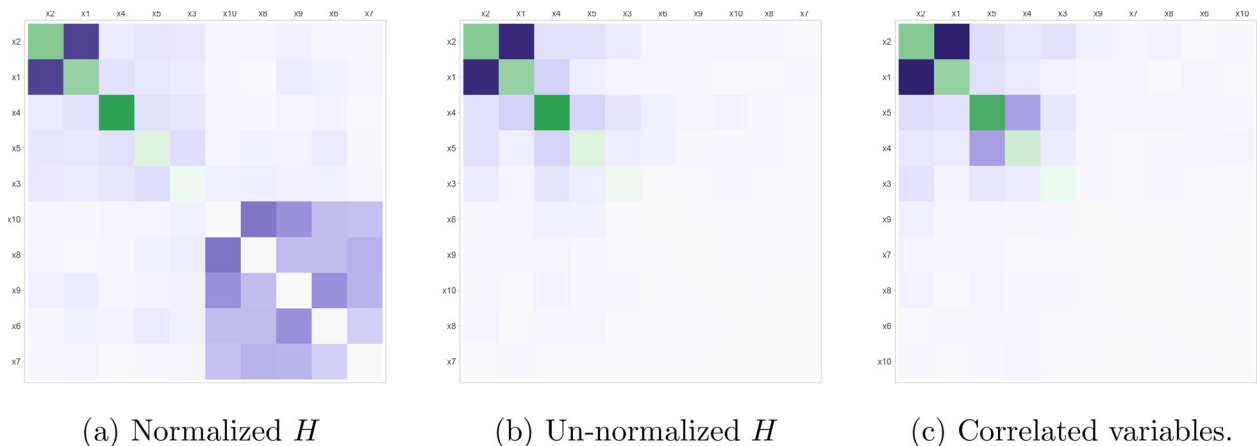 x2 x1 x4 x5 x3 x10 x8 x9 x6 x7
x2
x1
x4
x5
x3
x10
x8
x9
x6
x7
(a) Normalized H
x2 x1 x4 x5 x3 x6 x9 x10 x8 x7
x2
x1
x4
x5
x3
x6
x9
x10
x8
x7
(b) Un-normalized H
x2 x1 x5 x4 x3 x9 x7 x8 x6 x10
x2
x1
x5
x4
x3
x9
x7
x8
x6
x10
(c) Correlated variables.